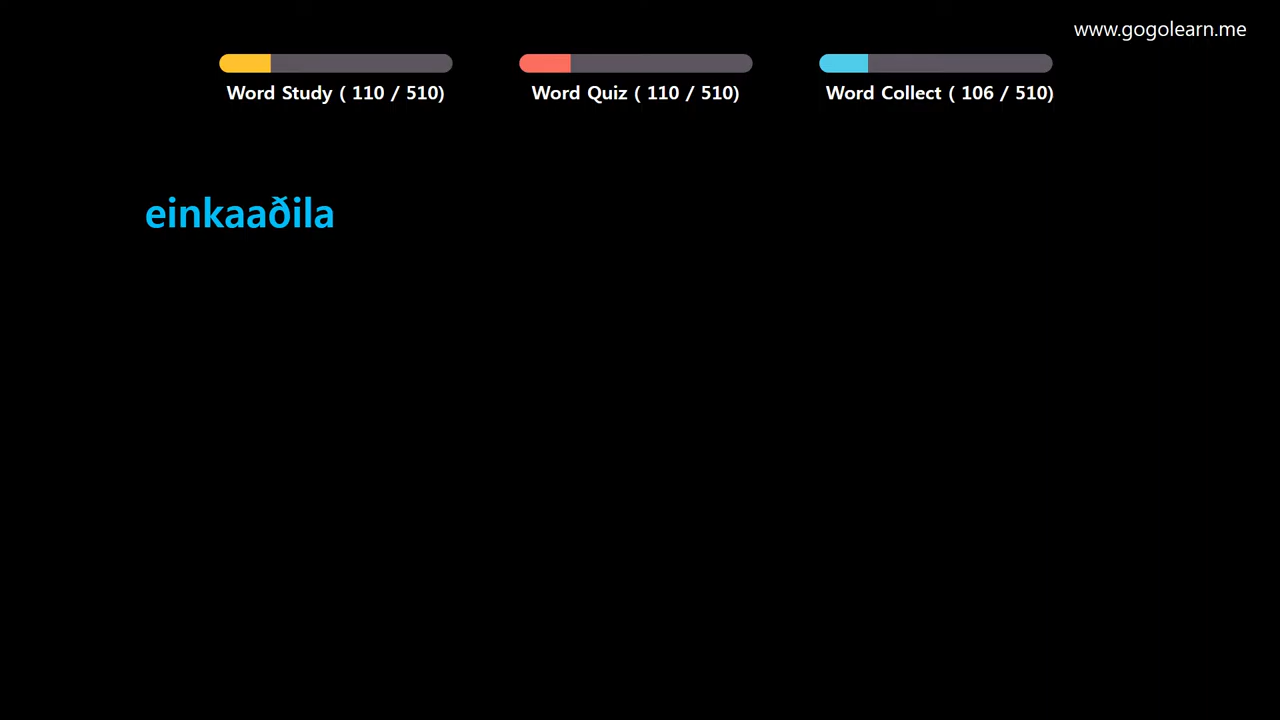 www.gogolearn.me
Word Study ( 110 / 510)
Word Quiz ( 110 / 510)
Word Collect ( 106 / 510)
einkaaðila